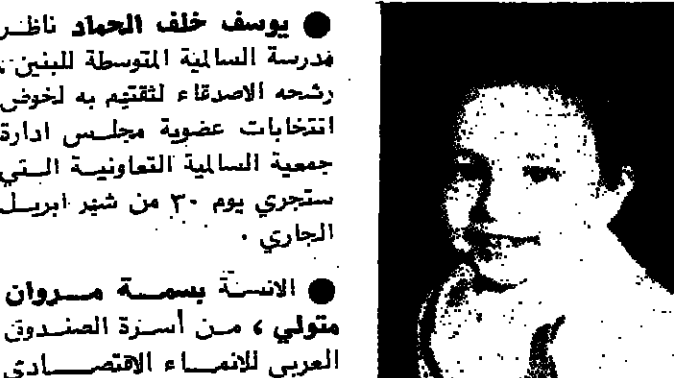 ● يوسف خلف الحماد ناظر
مدرسة السالمية المتوسطة للبنين ،
رشحه الاصدقاء لثقتهم به لخوض
انتخابات عضوية مجلس ادارة
جمعية السالمية التعاونية التي
ستجري يوم ٣٠ من شهر ابريل
الجاري .
● الانسة بسمة مروان
متولي ، من أسرة الصندوق
العربي للانماء الاقتصادي